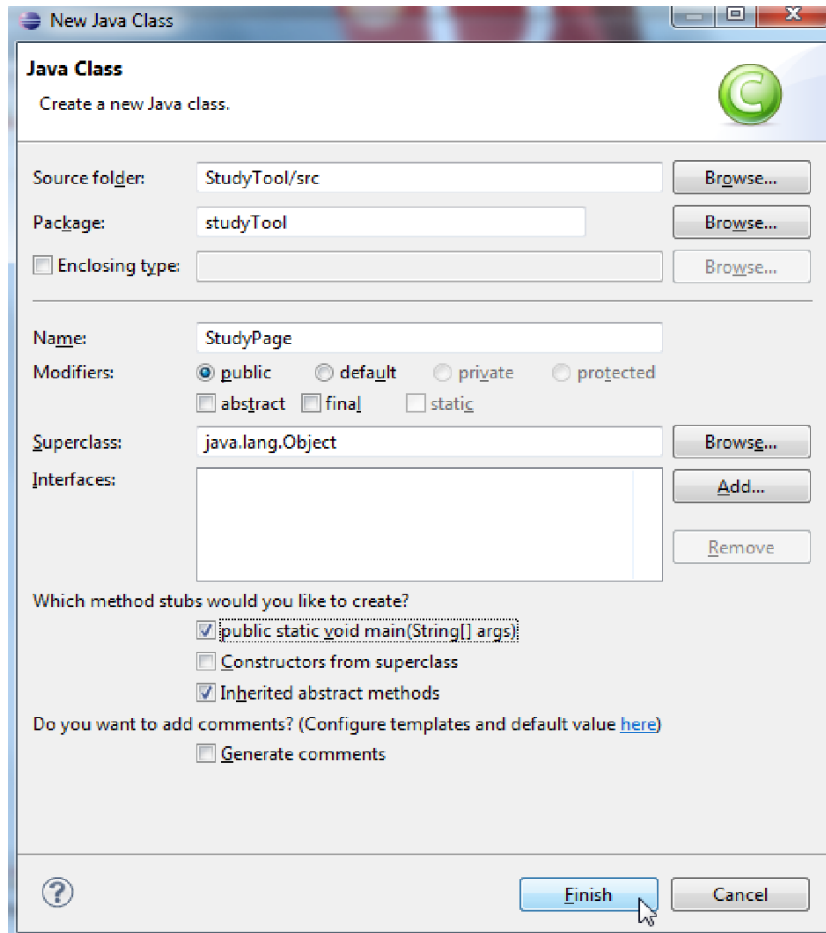 New Java Class
Java Class
Create a new Java class.
C
Source folder: StudyTool/src Browse...
Package: studyTool Browse...
Enclosing type: Browse...
Name: StudyPage
Modifiers: public default private protected
abstract final static
Superclass: java.lang.Object Browse...
Interfaces: Add...
Remove
Which method stubs would you like to create?
public static void main(String[] args)
Constructors from superclass
Inherited abstract methods
Do you want to add comments? (Configure templates and default value here)
Generate comments
? Finish Cancel